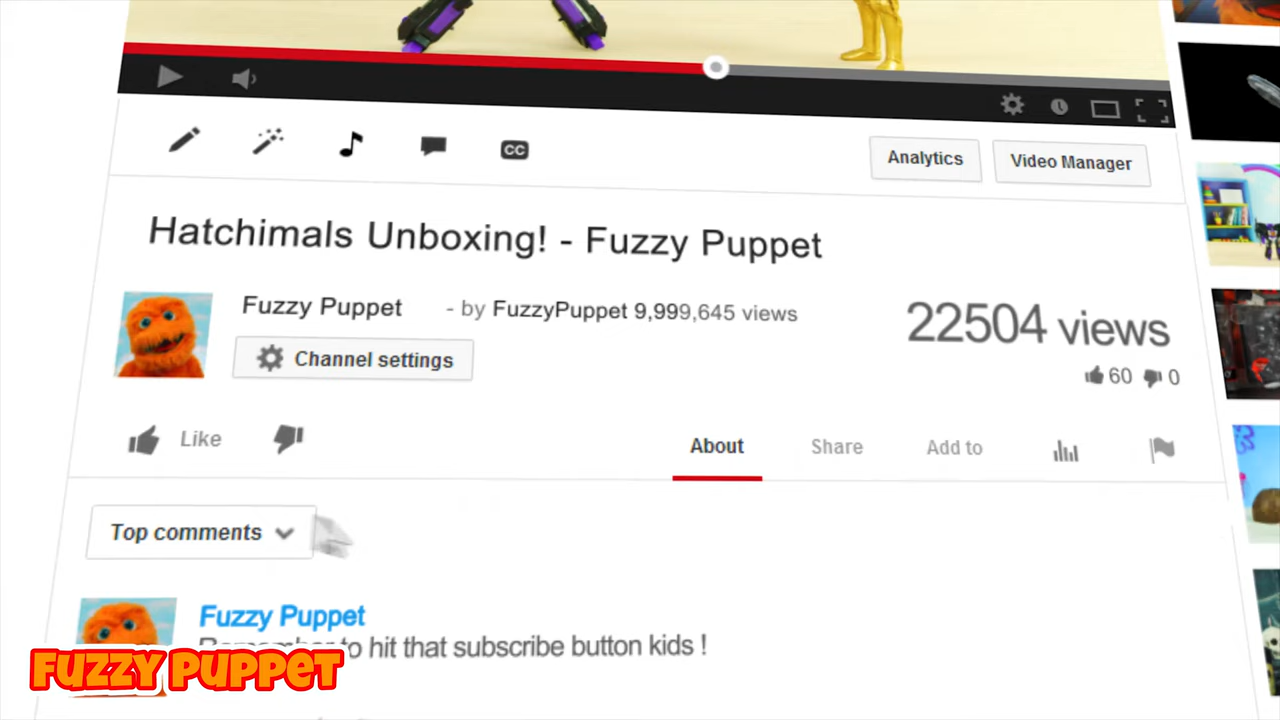 CC
Analytics
Video Manager
Hatchimals Unboxing! - Fuzzy Puppet
Fuzzy Puppet - by FuzzyPuppet 9,999,645 views
22504 views
Channel settings
60 0
Like
About
Share
Add to
Top comments
Fuzzy Puppet
Remember to hit that subscribe button kids !
FUZZY PUPPET